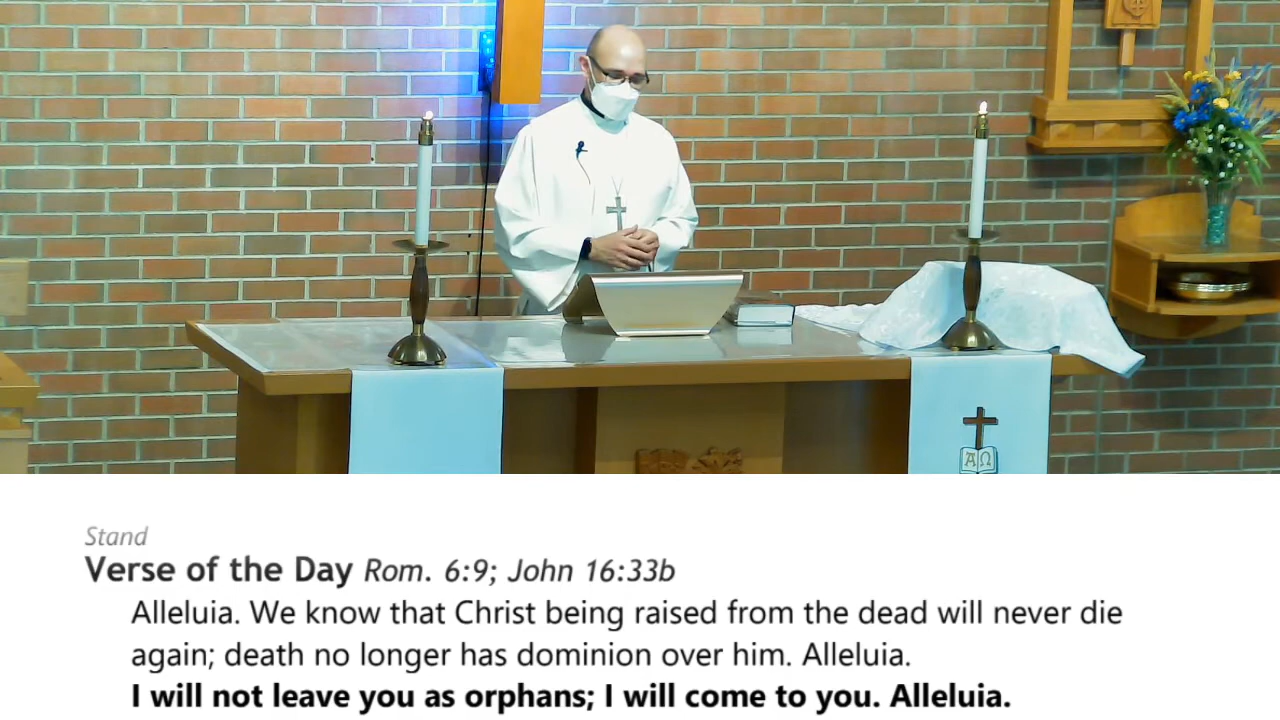 ΑΩ
Stand
Verse of the Day Rom. 6:9; John 16:33b
Alleluia. We know that Christ being raised from the dead will never die
again; death no longer has dominion over him. Alleluia.
I will not leave you as orphans; I will come to you. Alleluia.